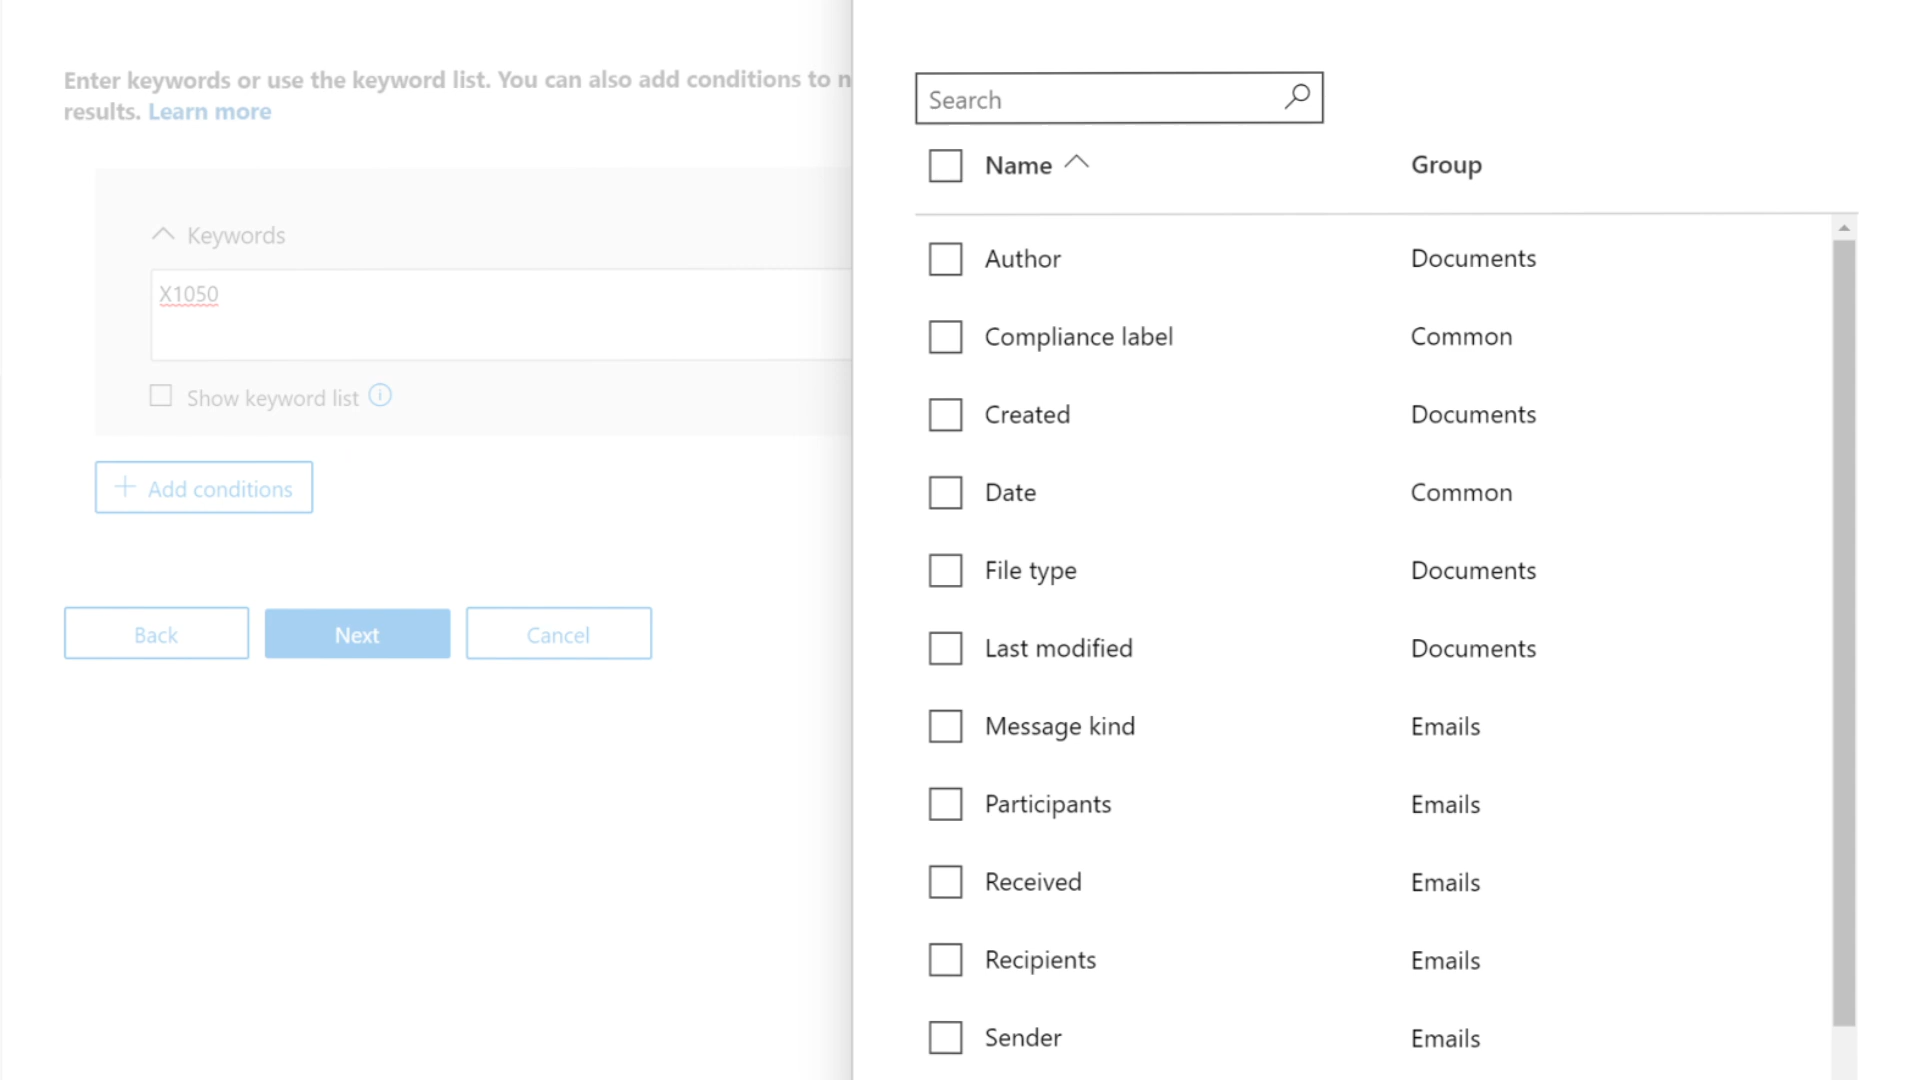 Enter keywords or use the keyword list. You can also add conditions to n
results. Learn more
Keywords
X1050
Show keyword list
Add conditions
Back Next Cancel
Search
Name Group
Author Documents
Compliance label Common
Created Documents
Date Common
File type Documents
Last modified Documents
Message kind Emails
Participants Emails
Received Emails
Recipients Emails
Sender Emails